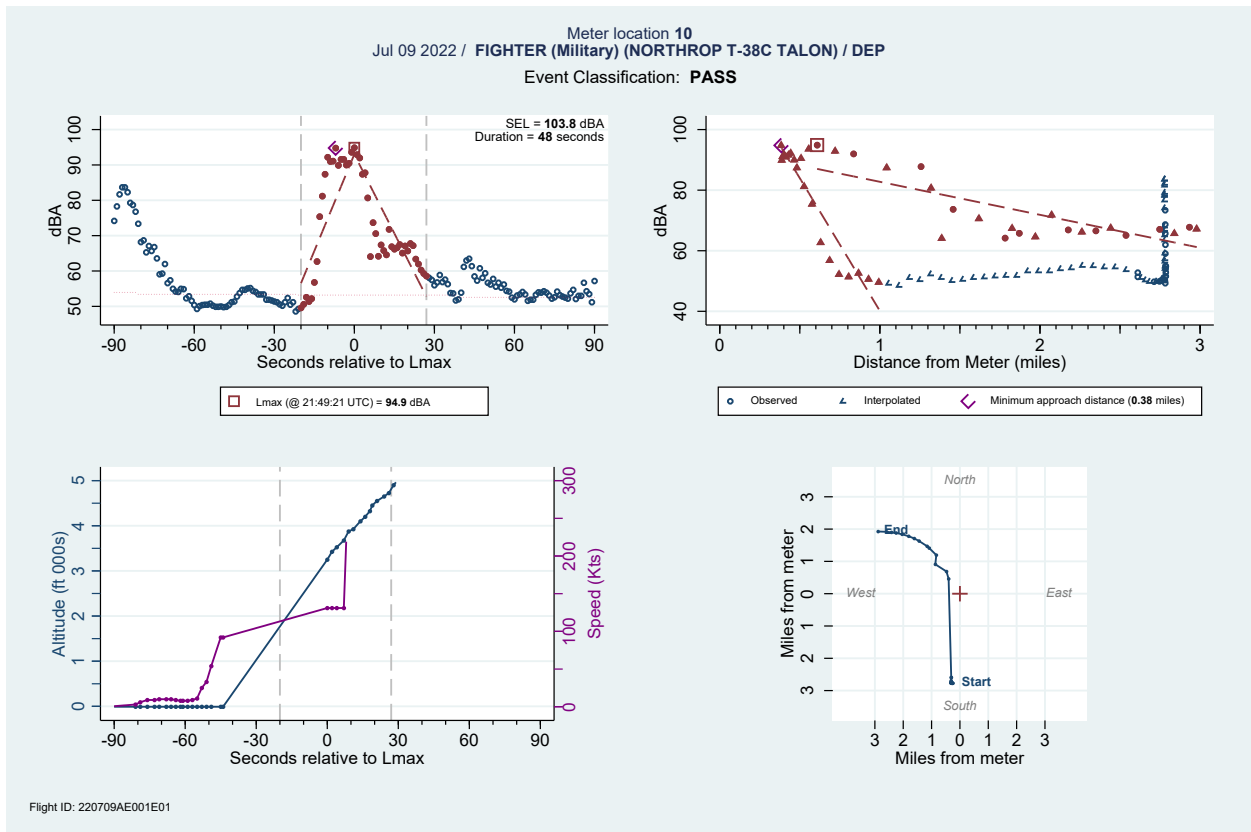 Meter location 10
Jul 09 2022 / FIGHTER (Military) (NORTHROP T-38C TALON) / DEP
Event Classification: PASS
SEL = 103.8 dBA
Duration = 48 seconds
dBA
100
90
80
70
60
50
-90 -60 -30 0 30 60 90
Seconds relative to Lmax
Lmax (@ 21:49:21 UTC) = 94.9 dBA
dBA
100
80
60
40
0 1 2 3
Distance from Meter (miles)
Observed Interpolated Minimum approach distance (0.38 miles)
Altitude (ft 000s)
5
4
3
2
1
0
300
200
100
0
Speed (Kts)
-90 -60 -30 0 30 60 90
Seconds relative to Lmax
Miles from meter
3
2
1
0
1
2
3
North
End
West East
Start
South
3 2 1 0 1 2 3
Miles from meter
Flight ID: 220709AE001E01